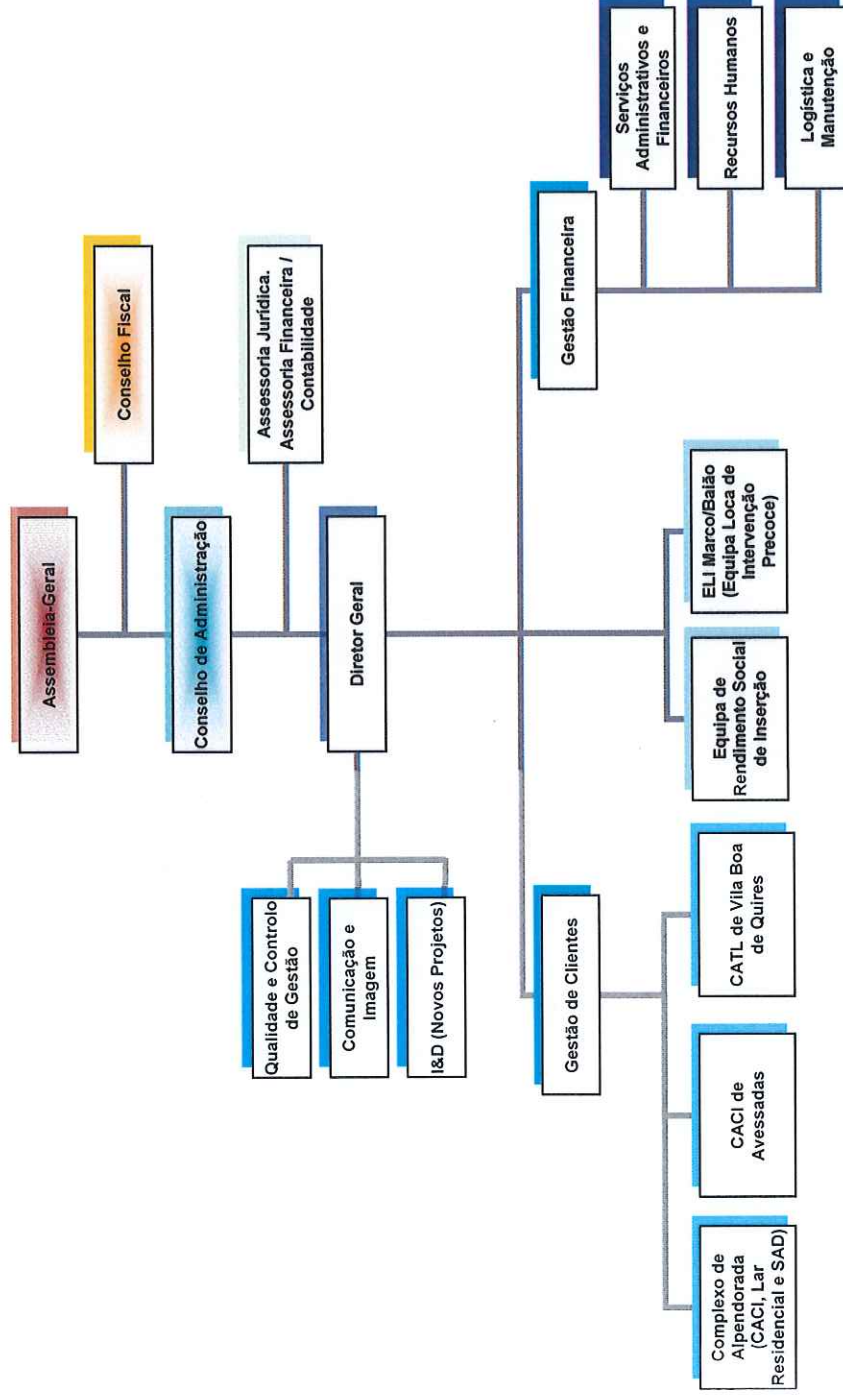 Assembleia-Geral
Conselho Fiscal
Conselho de Administração
Assessoria Jurídica.
Assessoria Financeira /
Contabilidade
Diretor Geral
Qualidade e Controlo
de Gestão
Comunicação e
Imagem
I&D (Novos Projetos)
Gestão de Clientes
Gestão Financeira
Complexo de
Alpendorada
(CACI, Lar
Residencial e SAD)
CACI de
Avessadas
CATL de Vila Boa
de Quires
Equipa de
Rendimento Social
de Inserção
ELI Marco/Baião
(Equipa Loca de
Intervenção
Precoce)
Serviços
Administrativos e
Financeiros
Recursos Humanos
Logística e
Manutenção